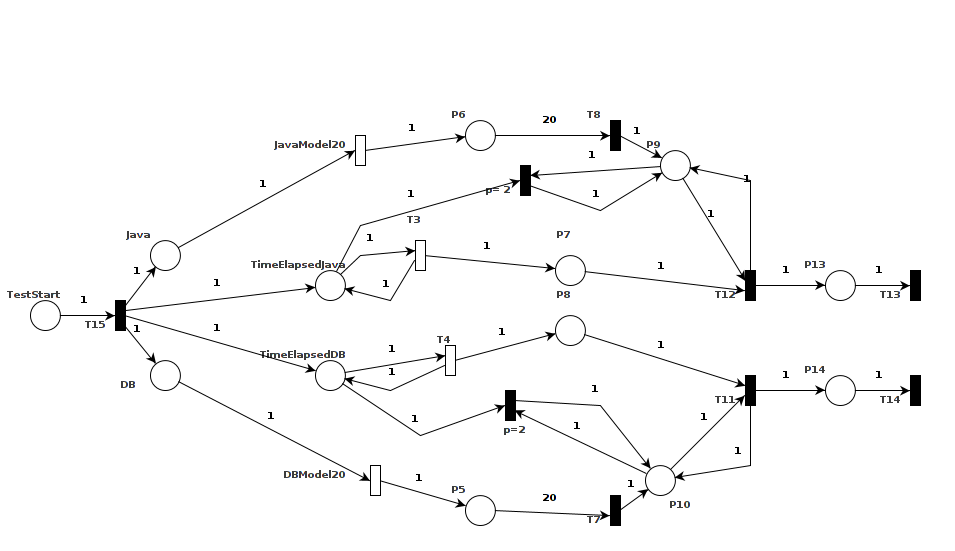 P6
20
T8
1
1
P9
JavaModel20
1
1
1
p= 2
1
1
1
T3
1
Java
1
P7
1
TimeElapsedJava
1
1
1
P13
1
TestStart
1
1
1
T15
P8
T12
T13
1
1
T4
1
1
TimeElapsedDB
1
1
P14
1
DB
1
T11
T14
1
1
1
1
p=2
1
DBModel20
1
P5
20
1
P10
T7